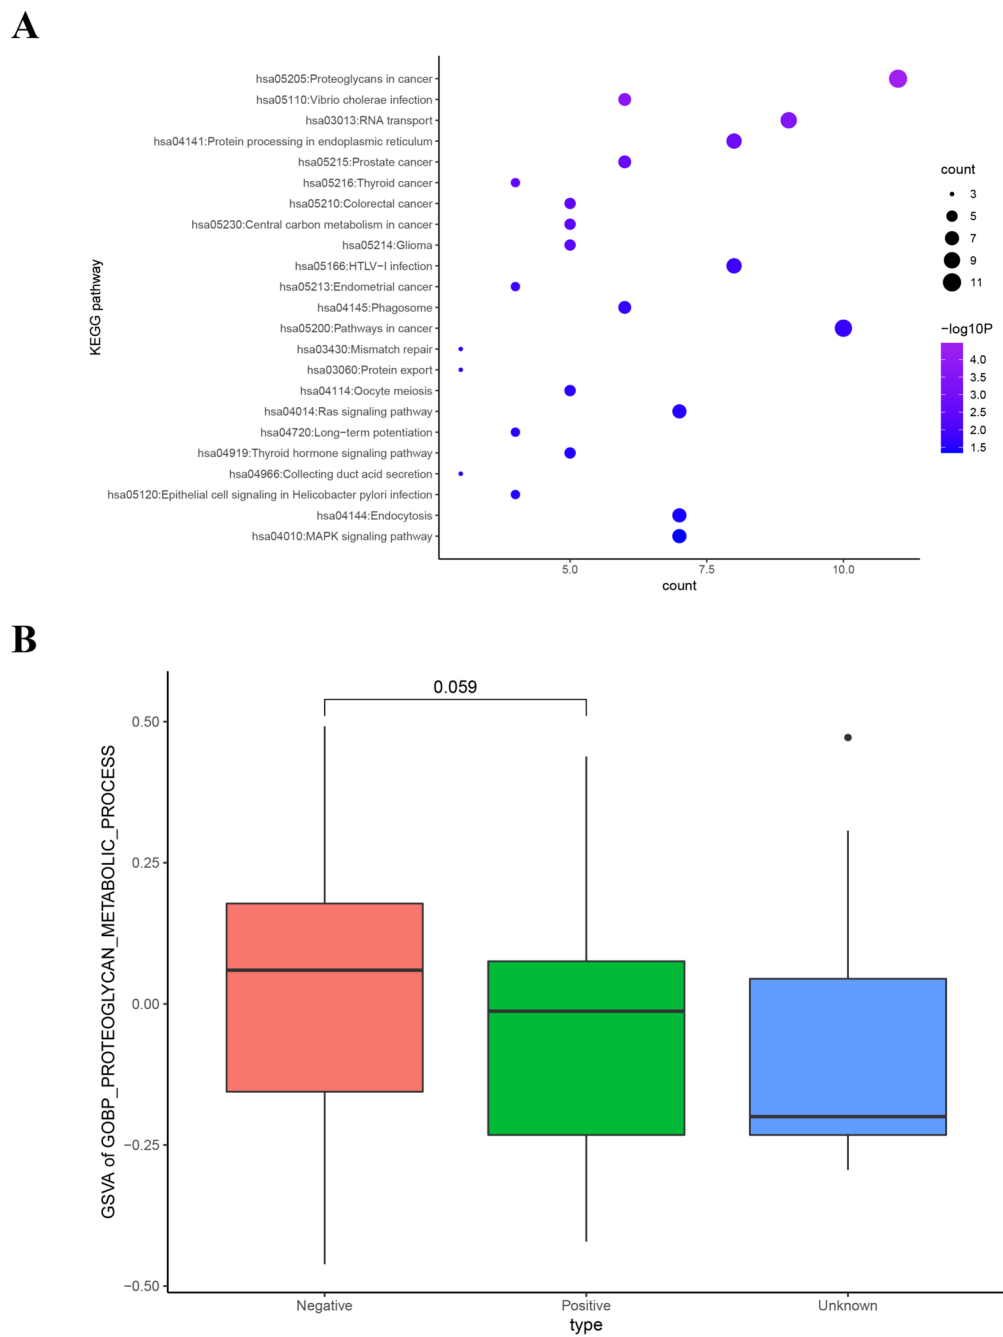 A
KEGG pathway
hsa05205:Proteoglycans in cancer
hsa05110:Vibrio cholerae infection
hsa03013:RNA transport
hsa04141:Protein processing in endoplasmic reticulum
hsa05215:Prostate cancer
hsa05216:Thyroid cancer
hsa05210:Colorectal cancer
hsa05230:Central carbon metabolism in cancer
hsa05214:Glioma
hsa05166:HTLV−I infection
hsa05213:Endometrial cancer
hsa04145:Phagosome
hsa05200:Pathways in cancer
hsa03430:Mismatch repair
hsa03060:Protein export
hsa04114:Oocyte meiosis
hsa04014:Ras signaling pathway
hsa04720:Long−term potentiation
hsa04919:Thyroid hormone signaling pathway
hsa04966:Collecting duct acid secretion
hsa05120:Epithelial cell signaling in Helicobacter pylori infection
hsa04144:Endocytosis
hsa04010:MAPK signaling pathway
5.0 7.5 10.0
count
count
3
5
7
9
11
−log10P
4.0
3.5
3.0
2.5
2.0
1.5
B
GSVA of GOBP_PROTEOGLYCAN_METABOLIC_PROCESS
0.059
0.50
0.25
0.00
−0.25
−0.50
Negative Positive Unknown
type